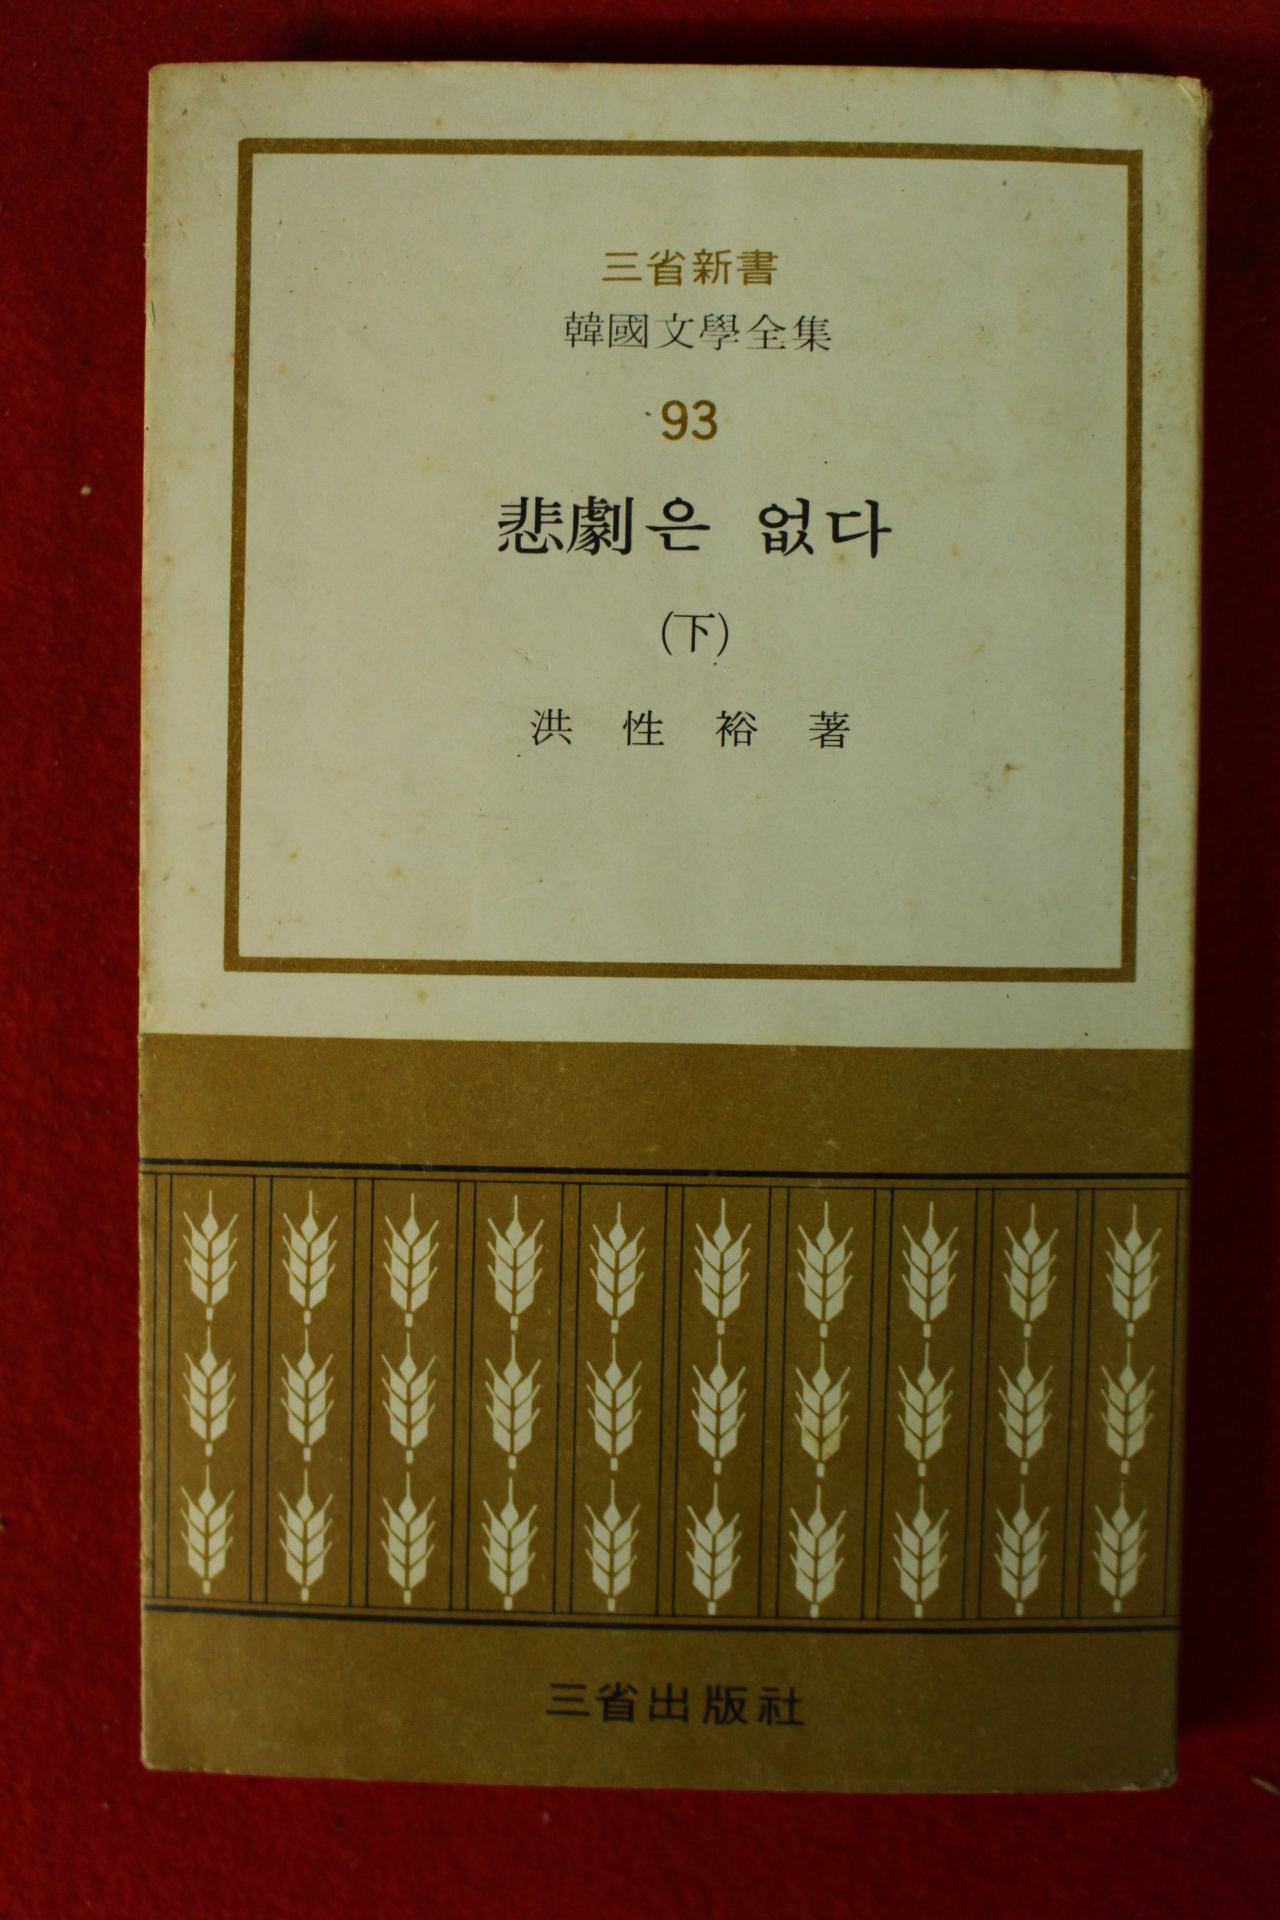 三省新書
韓國文學全集
93
悲劇은 없다
(下)
洪性裕 著
三省出版社